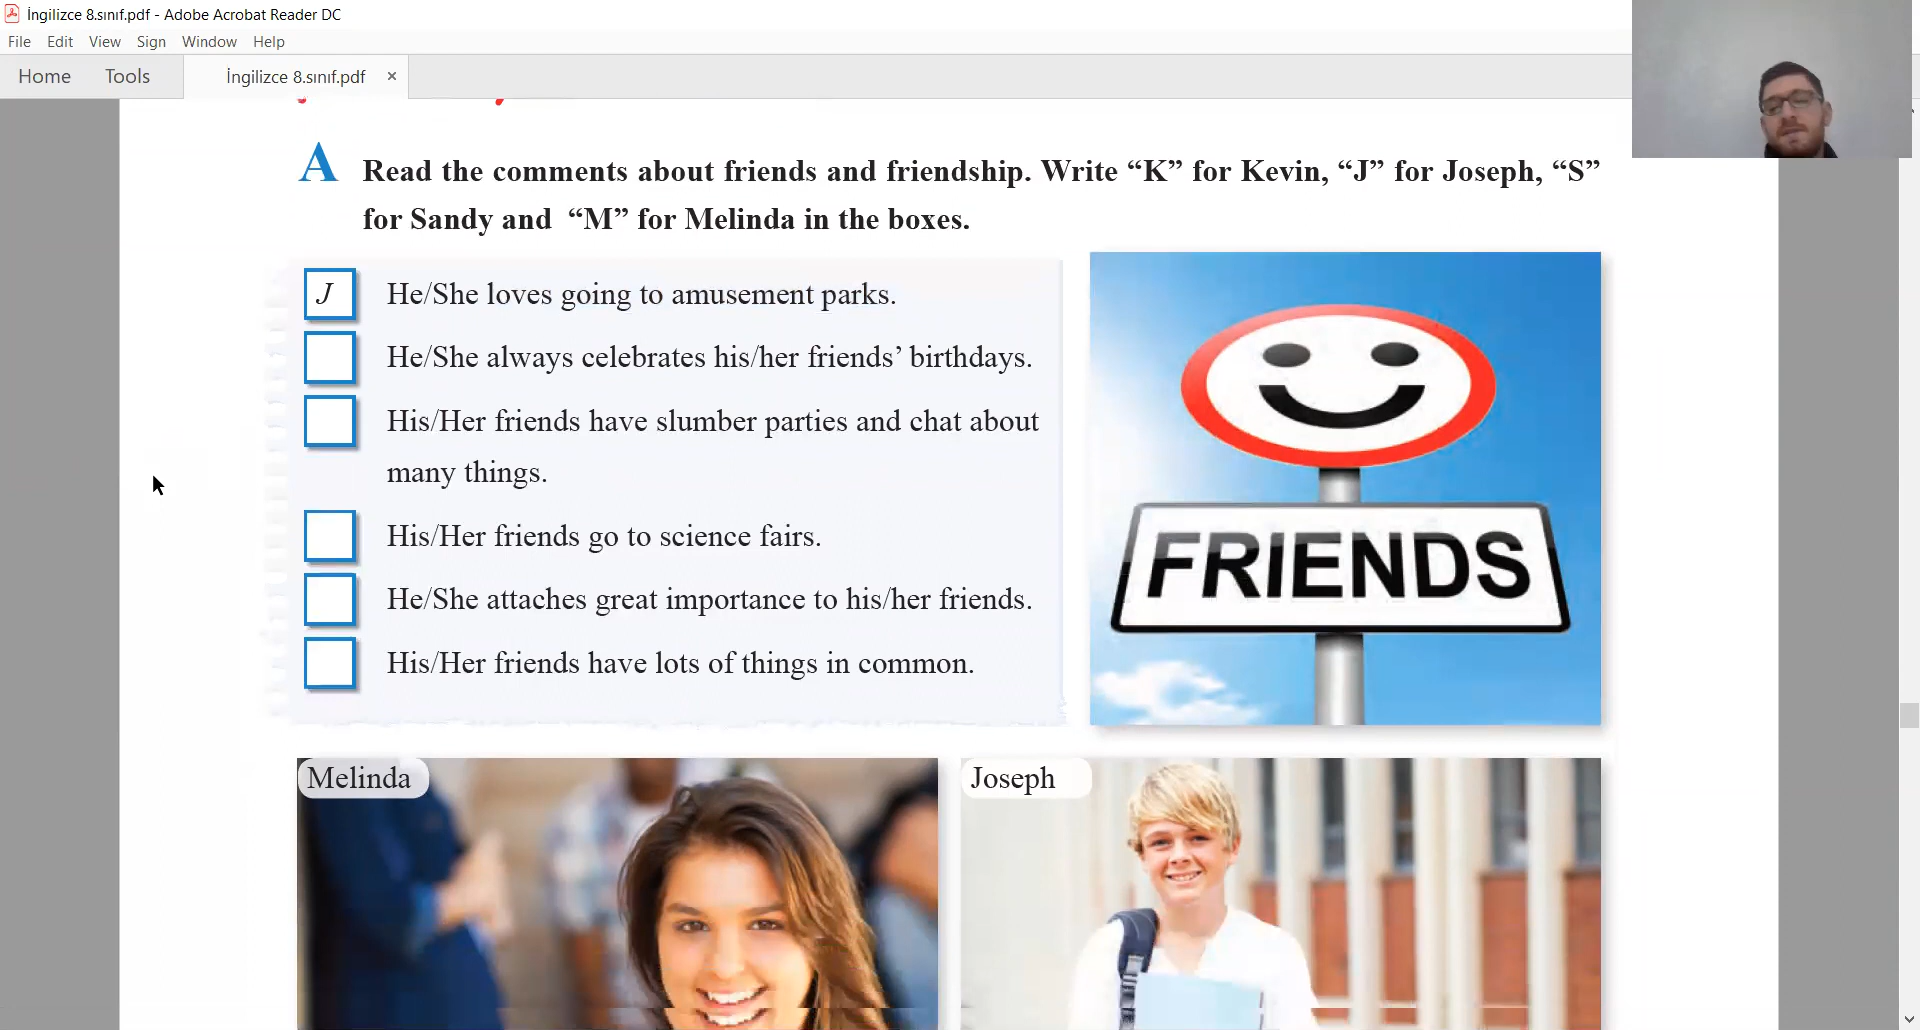 İngilizce 8.sınıf.pdf - Adobe Acrobat Reader DC
File Edit View Sign Window Help
Home Tools İngilizce 8.sınıf.pdf ×
A Read the comments about friends and friendship. Write “K” for Kevin, “J” for Joseph, “S”
for Sandy and “M” for Melinda in the boxes.
J He/She loves going to amusement parks.
He/She always celebrates his/her friends’ birthdays.
His/Her friends have slumber parties and chat about
many things.
His/Her friends go to science fairs.
He/She attaches great importance to his/her friends.
His/Her friends have lots of things in common.
FRIENDS
Melinda
Joseph